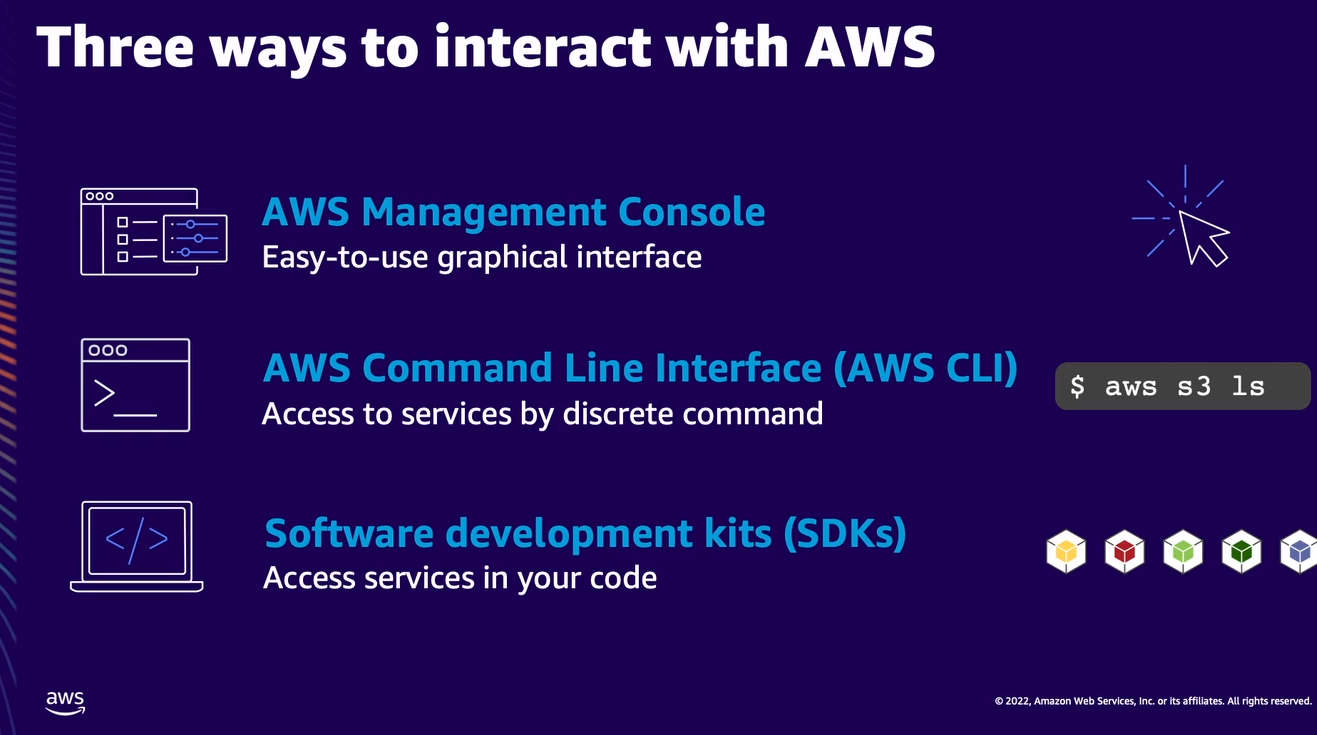 Three ways to interact with AWS
AWS Management Console
Easy-to-use graphical interface
AWS Command Line Interface (AWS CLI)
Access to services by discrete command
$ aws s3 ls
>_
Software development kits (SDKs)
Access services in your code
</>
aws
© 2022, Amazon Web Services, Inc. or its affiliates. All rights reserved.